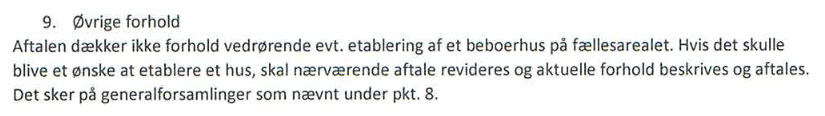 9. Øvrige forhold
Aftalen dækker ikke forhold vedrørende evt. etablering af et beboerhus på fællesarealet. Hvis det skulle
blive et ønske at etablere et hus, skal nærværende aftale revideres og aktuelle forhold beskrives og aftales.
Det sker på generalforsamlinger som nævnt under pkt. 8.